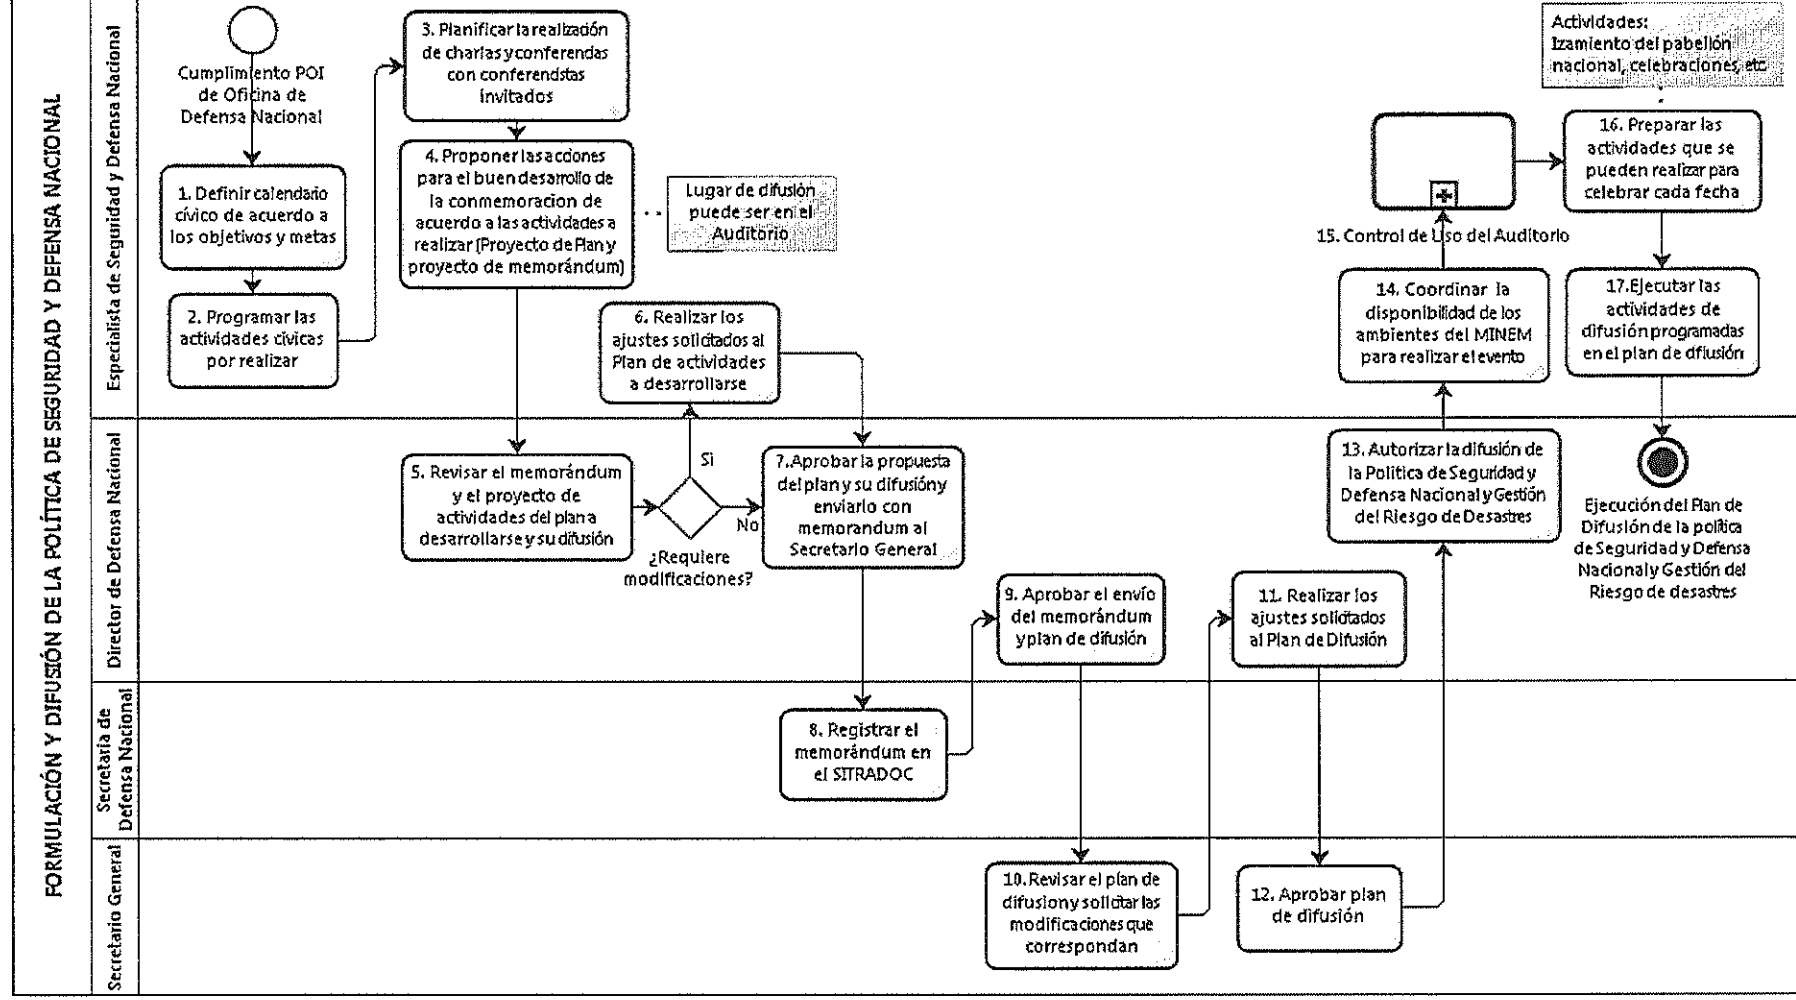 FORMULACIÓN Y DIFUSIÓN DE LA POLÍTICA DE SEGURIDAD Y DEFENSA NACIONAL
Especialista de Seguridad y Defensa Nacional
Cumplimiento POI
de Oficina de
Defensa Nacional
1. Definir calendario
cívico de acuerdo a
los objetivos y metas
2. Programar las
actividades cívicas
por realizar
3. Planificar la realización
de charlas y conferencias
con conferencistas
invitados
4. Proponer las acciones
para el buen desarrollo de
la conmemoracion de
acuerdo a las actividades a
realizar (Proyecto de Plan y
proyecto de memorándum)
Lugar de difusión
puede ser en el
Auditorio
6. Realizar los
ajustes solicitados al
Plan de actividades
a desarrollarse
Actividades:
Izamiento del pabellón
nacional, celebraciones, etc
15. Control de Uso del Auditorio
16. Preparar las
actividades que se
pueden realizar para
celebrar cada fecha
14. Coordinar la
disponibilidad de los
ambientes del MINEM
para realizar el evento
17.Ejecutar las
actividades de
difusión programadas
en el plan de difusión
Director de Defensa Nacional
5. Revisar el memorándum
y el proyecto de
actividades del plan a
desarrollarse y su difusión
Si
No
¿Requiere
modificaciones?
7.Aprobar la propuesta
del plan y su difusión y
enviarlo con
memorandum al
Secretario General
9. Aprobar el envío
del memorándum
y plan de difusión
11. Realizar los
ajustes solicitados
al Plan de Difusión
13. Autorizar la difusión de
la Política de Seguridad y
Defensa Nacional y Gestión
del Riesgo de Desastres
Ejecución del Plan de
Difusión de la política
de Seguridad y Defensa
Nacional y Gestión del
Riesgo de desastres
Secretaria de
Defensa Nacional
8. Registrar el
memorándum en
el SITRADOC
Secretario General
10. Revisar el plan de
difusion y solicitar las
modificaciones que
correspondan
12. Aprobar plan
de difusión